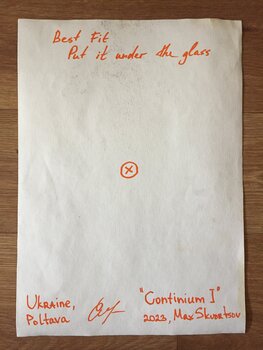 Best Fit
Put it under the glass
Ukraine,
Poltava
"Continium I"
2023, Max Skvortsov